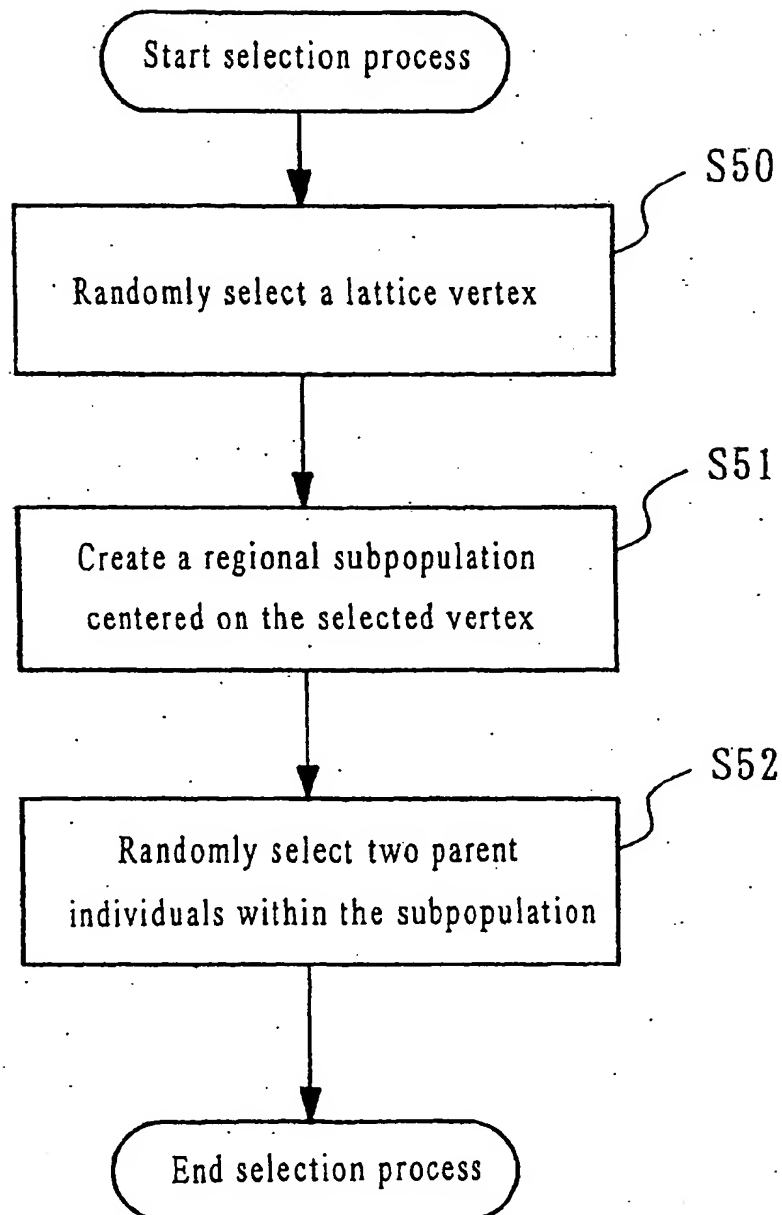 Start selection process
S50
Randomly select a lattice vertex
S51
Create a regional subpopulation
centered on the selected vertex
S52
Randomly select two parent
individuals within the subpopulation
End selection process